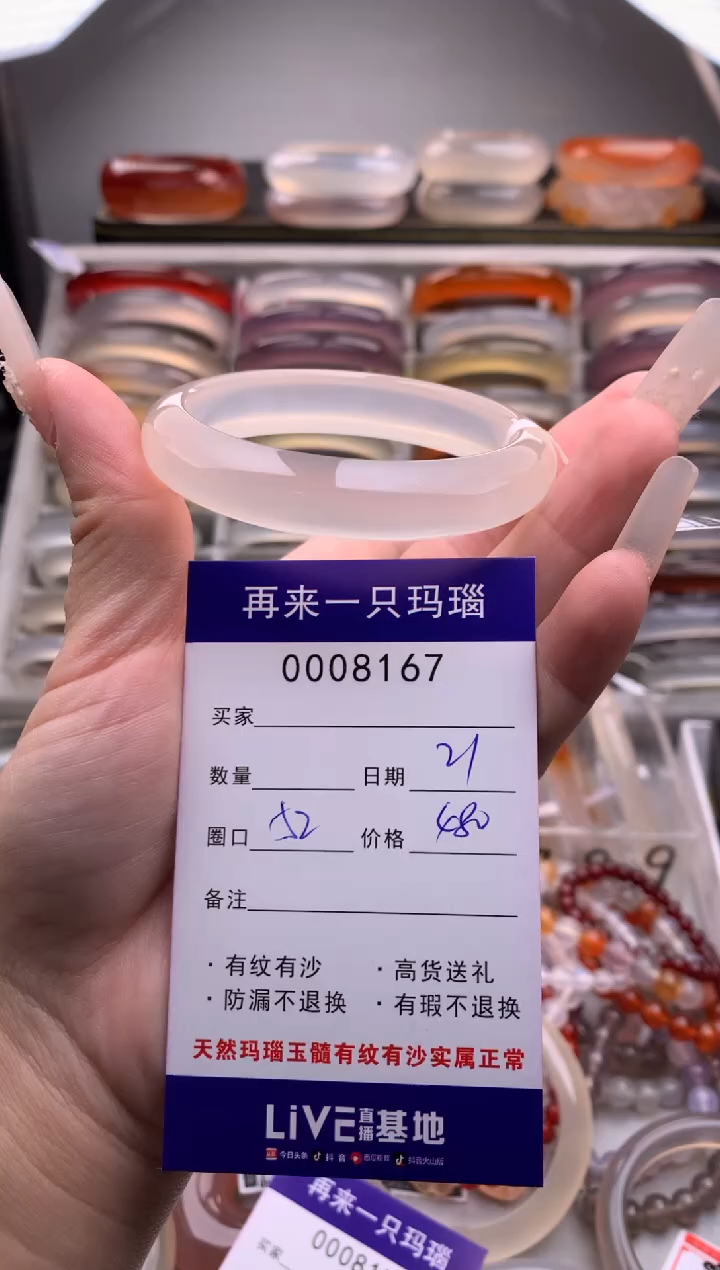 再来一只玛瑙
0008167
买家
数量 日期 21
圈口 52 价格 480
备注
· 有纹有沙 · 高货送礼
· 防漏不退换 · 有瑕不退换
天然玛瑙玉髓有纹有沙实属正常
LiVE直播基地
今日头条 抖音 西瓜视频 抖音火山版
再来一只玛瑙
00081
买家